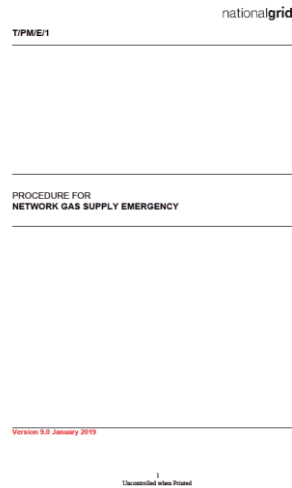 nationalgrid
T/PM/E/1
PROCEDURE FOR
NETWORK GAS SUPPLY EMERGENCY
Version 9.0 January 2019
1
Uncontrolled when Printed